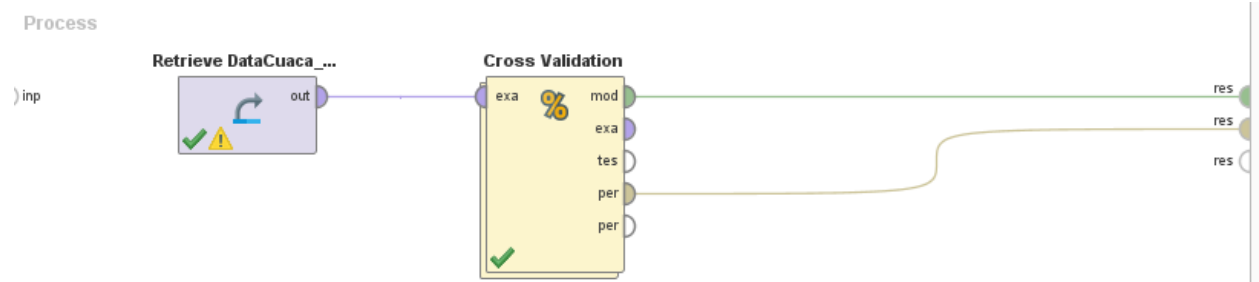 Process
Retrieve DataCuaca_...
Cross Validation
inp
out
exa
%
mod
res
exa
res
tes
res
per
per